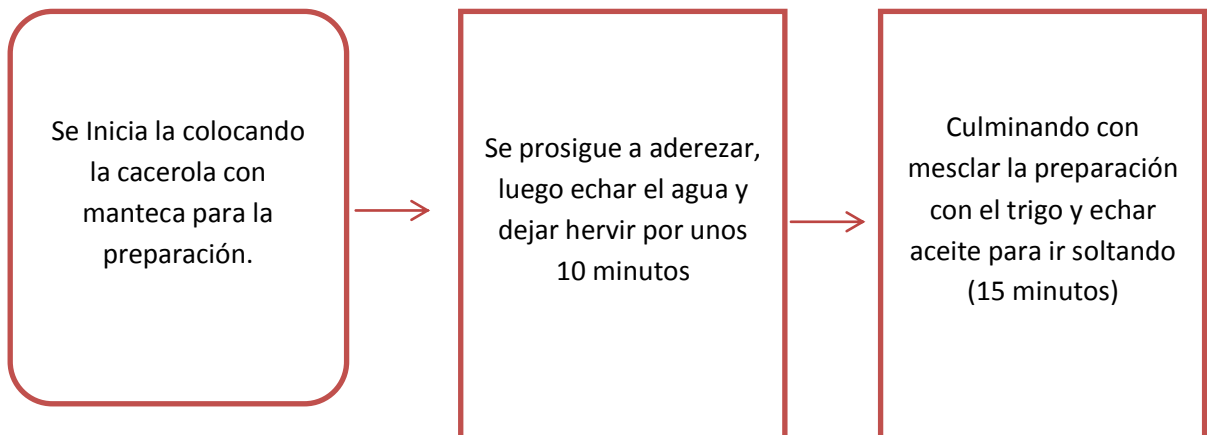 Se Inicia la colocando
la cacerola con
manteca para la
preparación.
Se prosigue a aderezar,
luego echar el agua y
dejar hervir por unos
10 minutos
Culminando con
mesclar la preparación
con el trigo y echar
aceite para ir soltando
(15 minutos)